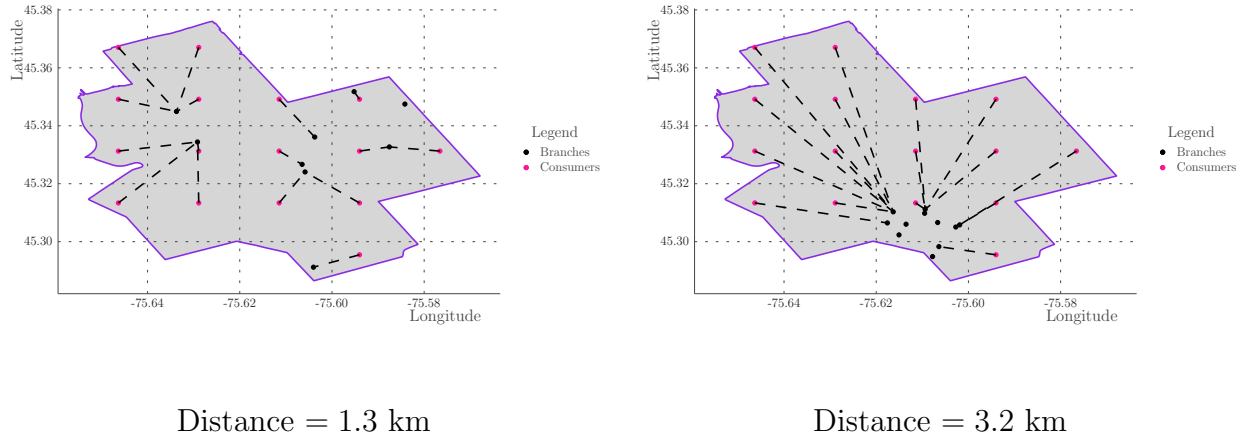 45.38
45.36
45.34
45.32
45.30
Latitude
-75.64
-75.62
-75.60
-75.58
Longitude
Legend
Branches
Consumers
Distance = 1.3 km
45.38
45.36
45.34
45.32
45.30
Latitude
-75.64
-75.62
-75.60
-75.58
Longitude
Legend
Branches
Consumers
Distance = 3.2 km